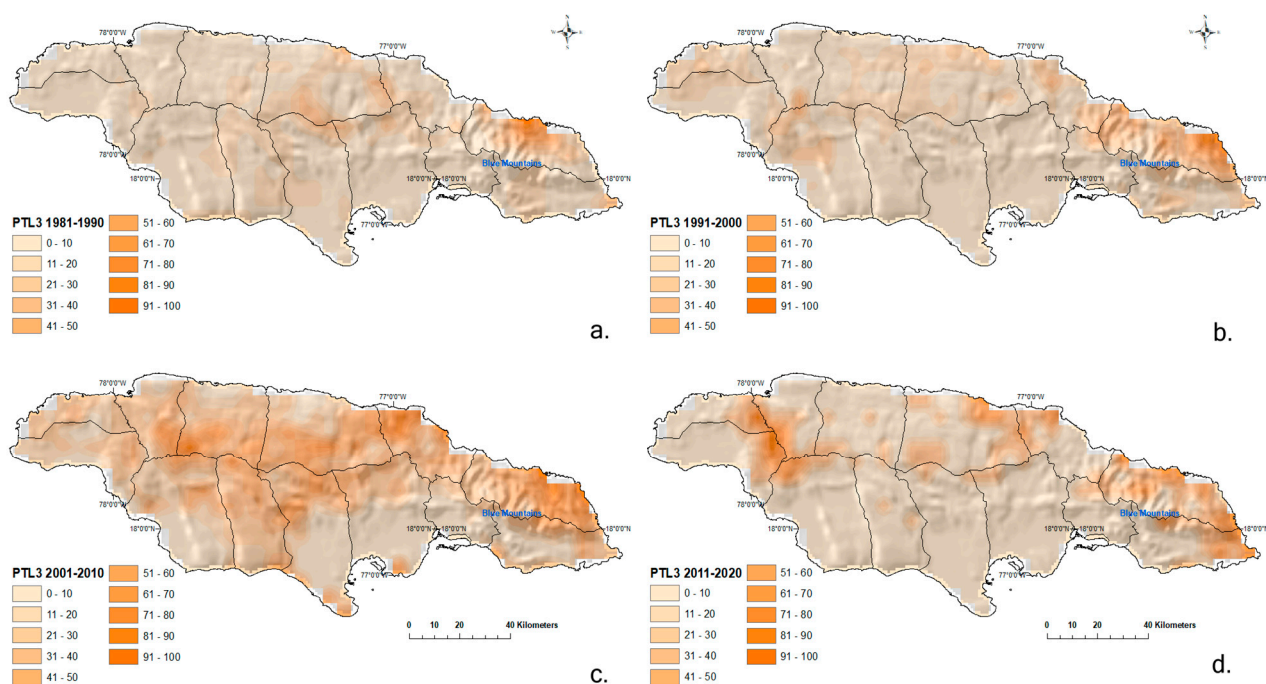 78°0'0"W
77°0'0"W
N
W E
S
Blue Mountains
18°0'0"N
18°0'0"N
18°0'0"N
18°0'0"N
77°0'0"W
PTL3 1981-1990
0 - 10
11 - 20
21 - 30
31 - 40
41 - 50
51 - 60
61 - 70
71 - 80
81 - 90
91 - 100
a.
78°0'0"W
77°0'0"W
N
W E
S
Blue Mountains
18°0'0"N
18°0'0"N
18°0'0"N
18°0'0"N
77°0'0"W
PTL3 1991-2000
0 - 10
11 - 20
21 - 30
31 - 40
41 - 50
51 - 60
61 - 70
71 - 80
81 - 90
91 - 100
b.
78°0'0"W
77°0'0"W
Blue Mountains
18°0'0"N
18°0'0"N
18°0'0"N
18°0'0"N
77°0'0"W
PTL3 2001-2010
0 - 10
11 - 20
21 - 30
31 - 40
41 - 50
51 - 60
61 - 70
71 - 80
81 - 90
91 - 100
0 10 20 40 Kilometers
c.
78°0'0"W
77°0'0"W
Blue Mountains
18°0'0"N
18°0'0"N
18°0'0"N
18°0'0"N
77°0'0"W
PTL3 2011-2020
0 - 10
11 - 20
21 - 30
31 - 40
41 - 50
51 - 60
61 - 70
71 - 80
81 - 90
91 - 100
0 10 20 40 Kilometers
d.